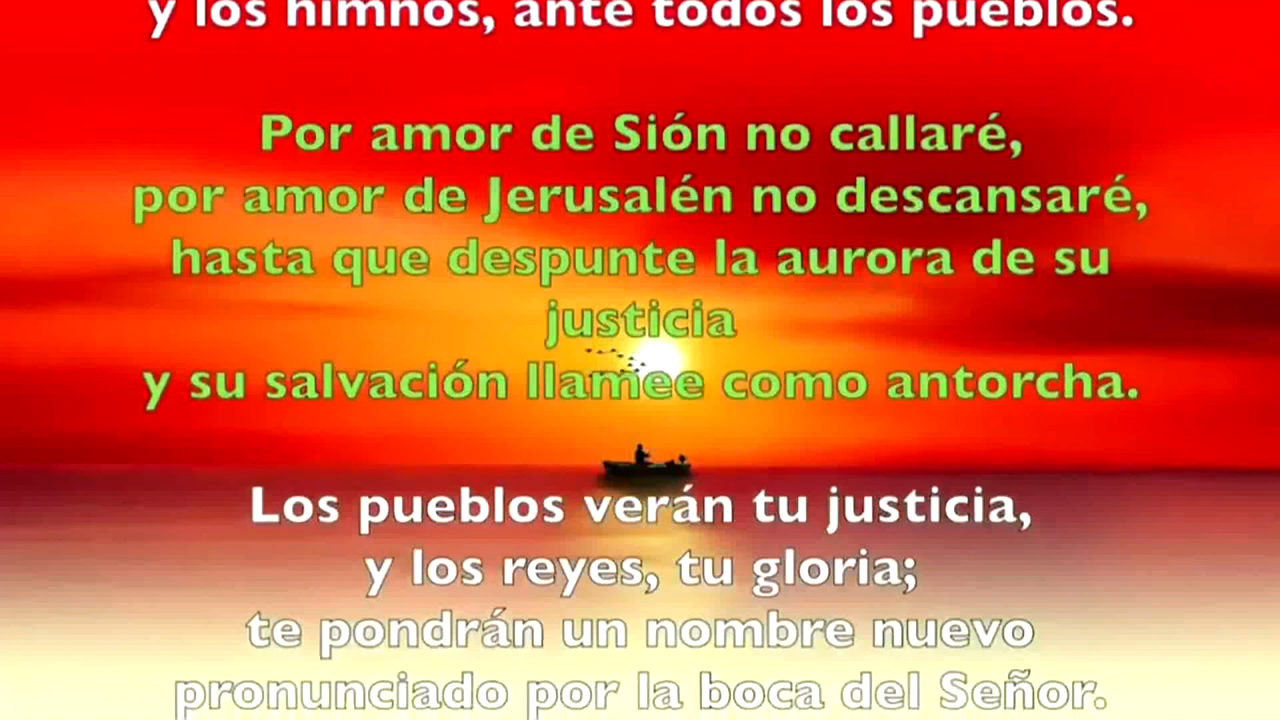 y los himnos, ante todos los pueblos.
Por amor de Sión no callaré,
por amor de Jerusalén no descansaré,
hasta que despunte la aurora de su
justicia
y su salvación llamee como antorcha.
Los pueblos verán tu justicia,
y los reyes, tu gloria;
te pondrán un nombre nuevo
pronunciado por la boca del Señor.